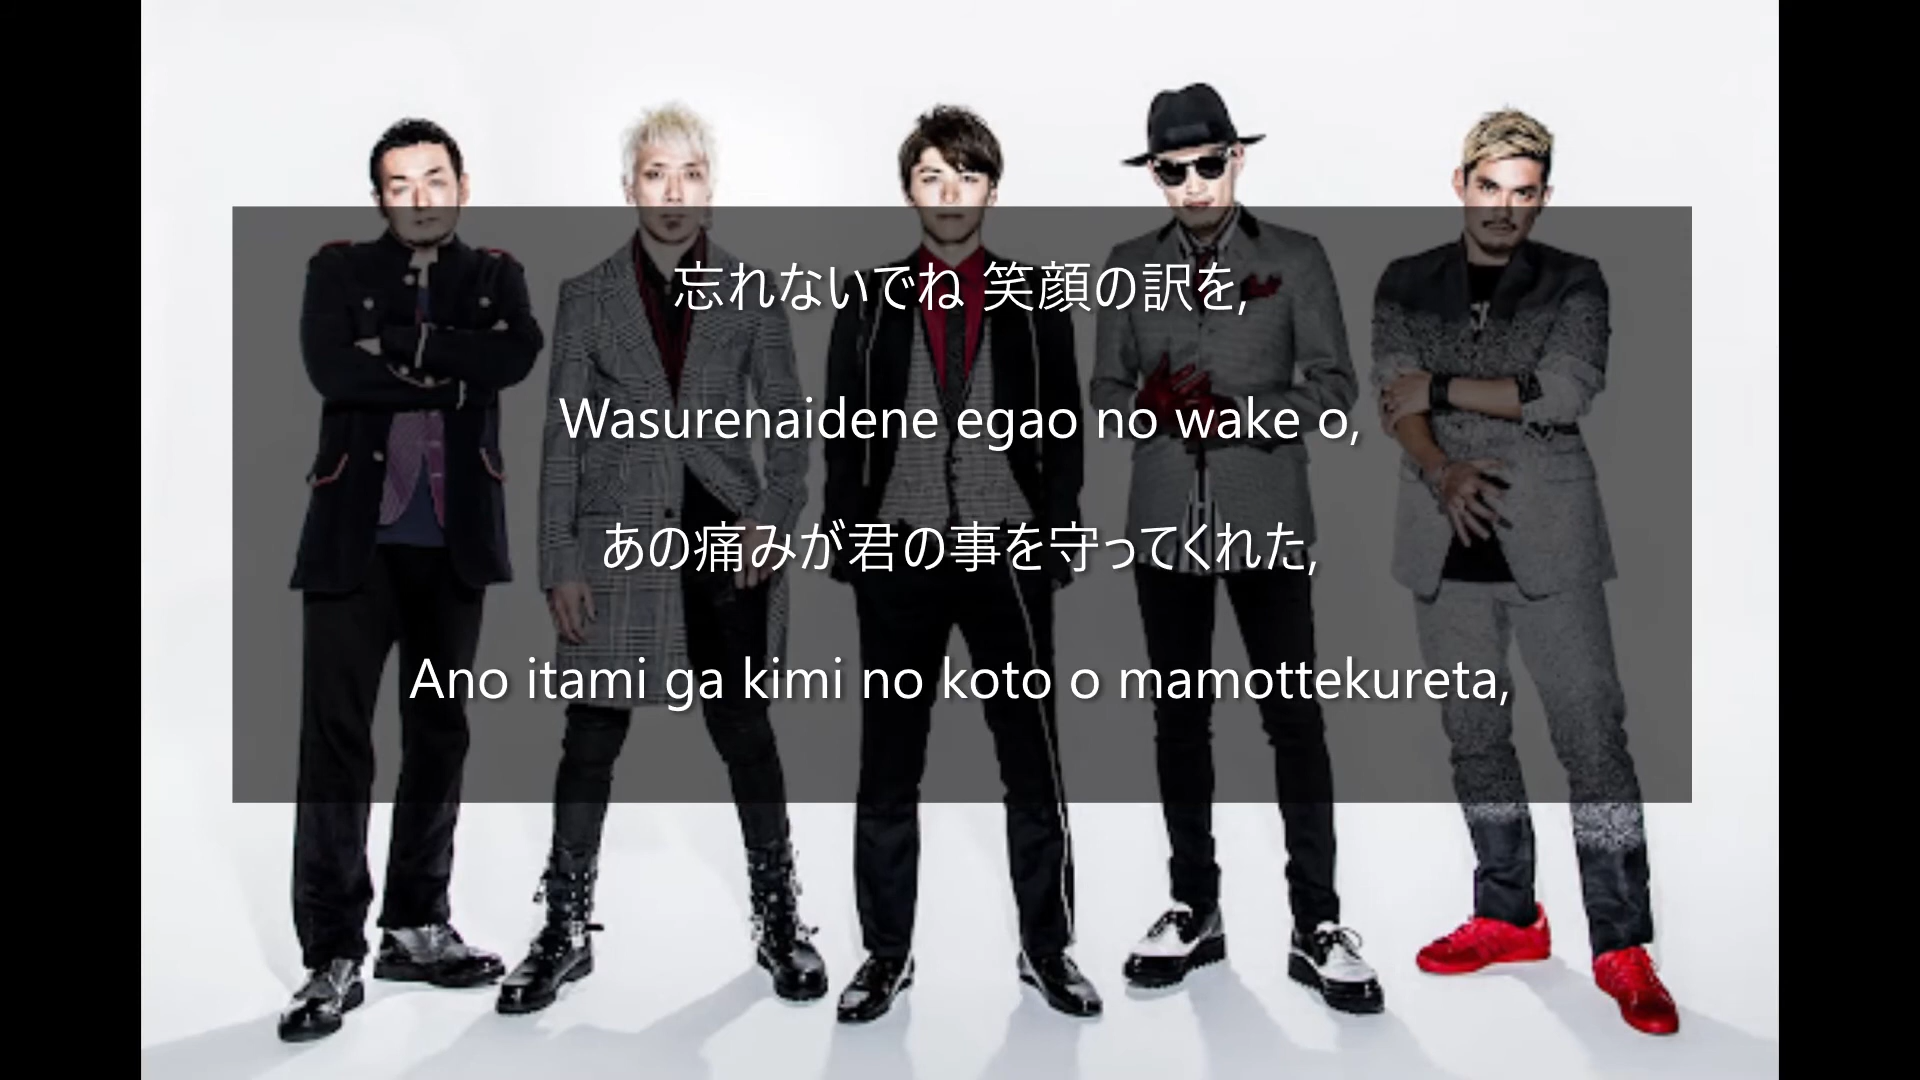 忘れないでね 笑顔の訳を,
Wasurenaidene egao no wake o,
あの痛みが君の事を守ってくれた,
Ano itami ga kimi no koto o mamottekureta,